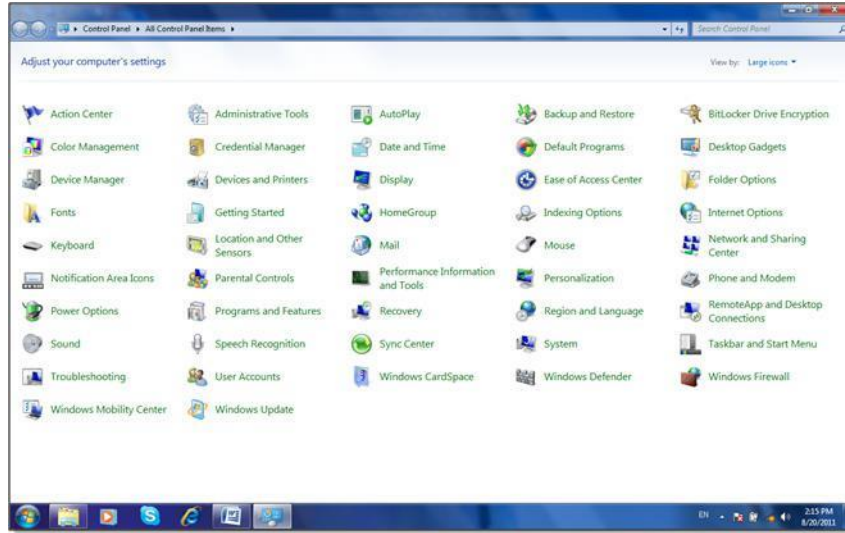 Control Panel All Control Panel Items
Search Control Panel
Adjust your computer's settings
View by: Large icons
Action Center
Administrative Tools
AutoPlay
Backup and Restore
BitLocker Drive Encryption
Color Management
Credential Manager
Date and Time
Default Programs
Desktop Gadgets
Device Manager
Devices and Printers
Display
Ease of Access Center
Folder Options
Fonts
Getting Started
HomeGroup
Indexing Options
Internet Options
Keyboard
Location and Other
Sensors
Mail
Mouse
Network and Sharing
Center
Notification Area Icons
Parental Controls
Performance Information
and Tools
Personalization
Phone and Modem
Power Options
Programs and Features
Recovery
Region and Language
RemoteApp and Desktop
Connections
Sound
Speech Recognition
Sync Center
System
Taskbar and Start Menu
Troubleshooting
User Accounts
Windows CardSpace
Windows Defender
Windows Firewall
Windows Mobility Center
Windows Update
EN
2:15 PM
8/20/2011